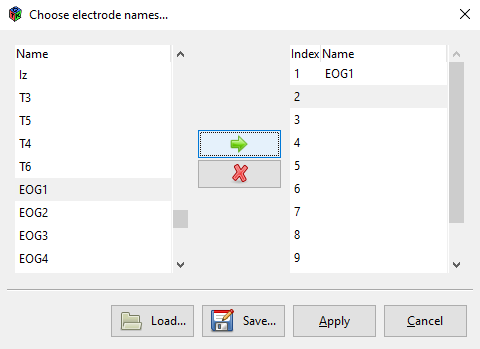 Choose electrode names...
Name
Iz
T3
T5
T4
T6
EOG1
EOG2
EOG3
EOG4
Index Name
1 EOG1
2
3
4
5
6
7
8
9
Load...
Save...
Apply
Cancel